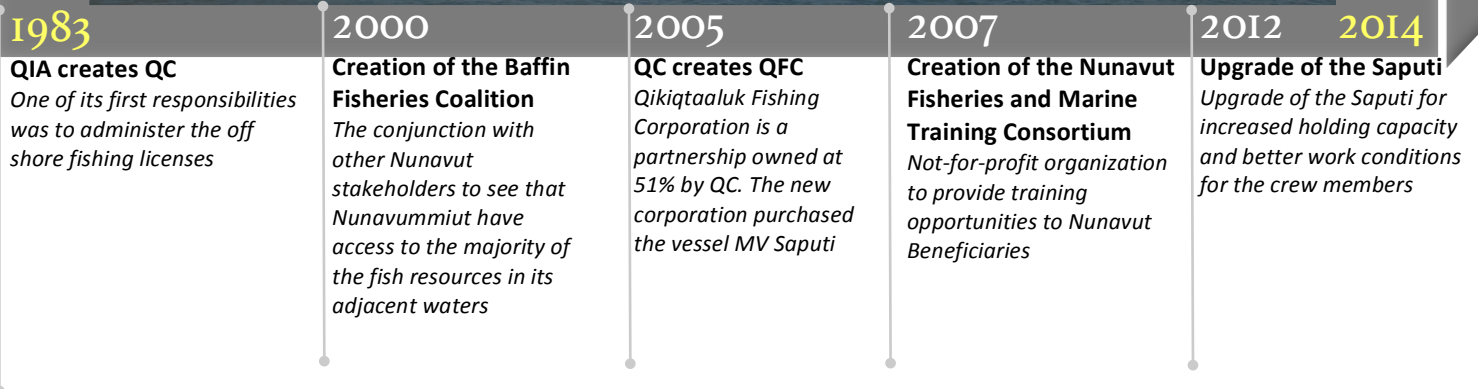 1983
QIA creates QC
One of its first responsibilities
was to administer the off
shore fishing licenses
2000
Creation of the Baffin
Fisheries Coalition
The conjunction with
other Nunavut
stakeholders to see that
Nunavummiut have
access to the majority of
the fish resources in its
adjacent waters
2005
QC creates QFC
Qikiqtaaluk Fishing
Corporation is a
partnership owned at
51% by QC. The new
corporation purchased
the vessel MV Saputi
2007
Creation of the Nunavut
Fisheries and Marine
Training Consortium
Not-for-profit organization
to provide training
opportunities to Nunavut
Beneficiaries
2012 2014
Upgrade of the Saputi
Upgrade of the Saputi for
increased holding capacity
and better work conditions
for the crew members